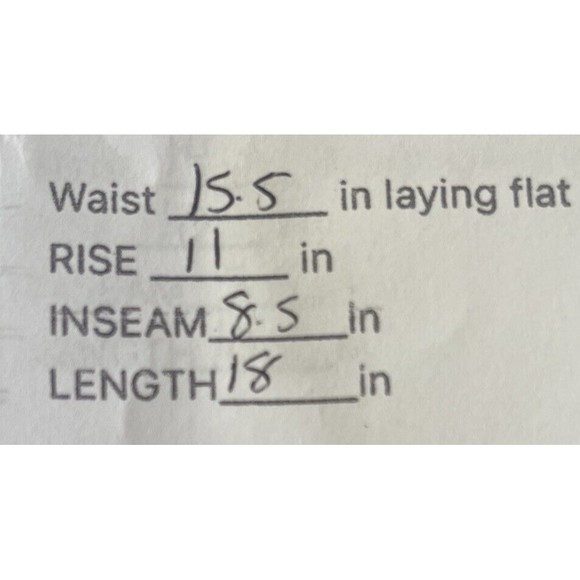 Waist 15.5 in laying flat
RISE 11 in
INSEAM 8.5 in
LENGTH 18 in